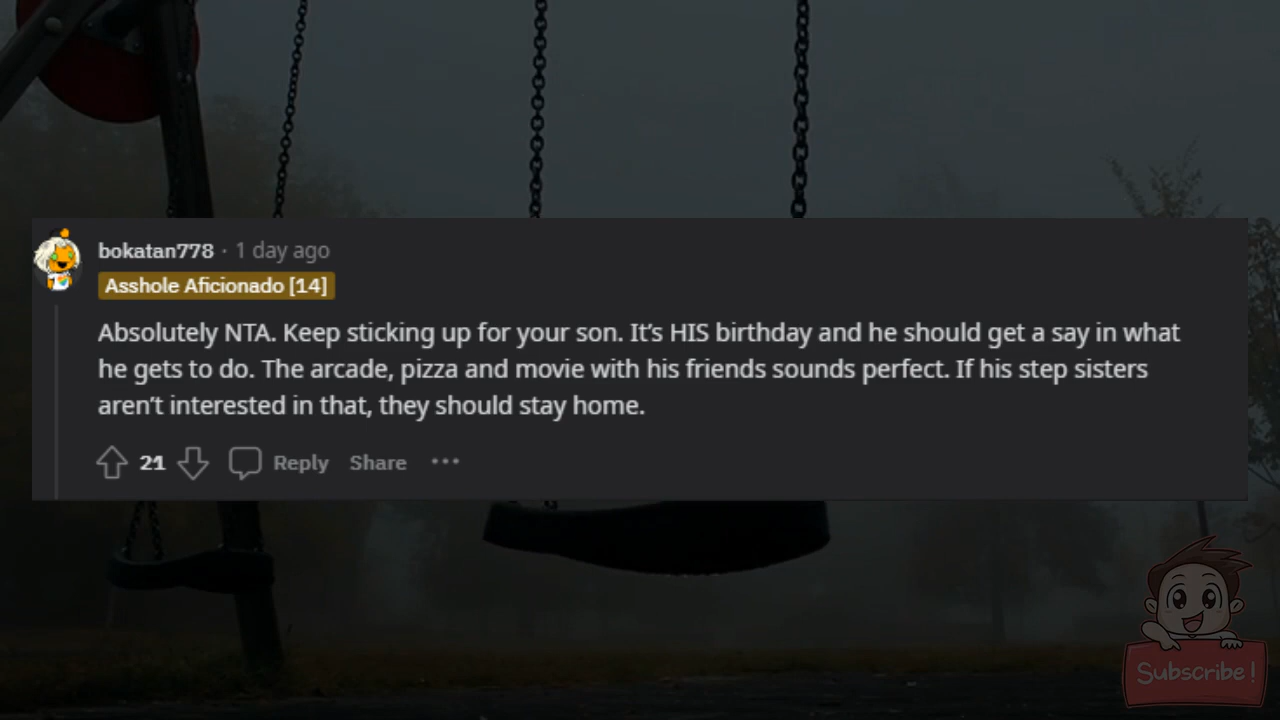 bokatan778 · 1 day ago
Asshole Aficionado [14]
Absolutely NTA. Keep sticking up for your son. It’s HIS birthday and he should get a say in what
he gets to do. The arcade, pizza and movie with his friends sounds perfect. If his step sisters
aren’t interested in that, they should stay home.
21 Reply Share ···
Subscribe!